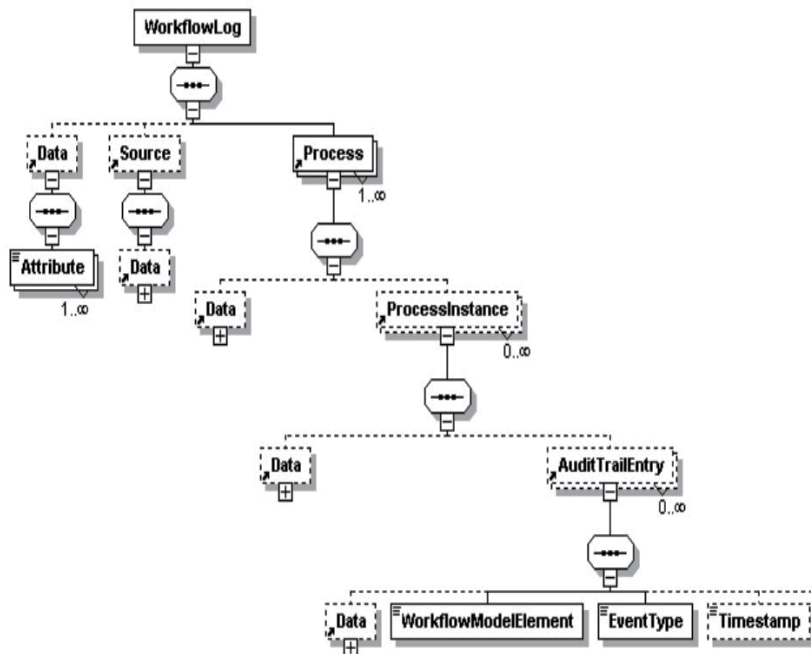 WorkflowLog
Data
Source
Process
1..∞
Attribute
1..∞
Data
Data
ProcessInstance
0..∞
Data
AuditTrailEntry
0..∞
Data
WorkflowModelElement
EventType
Timestamp